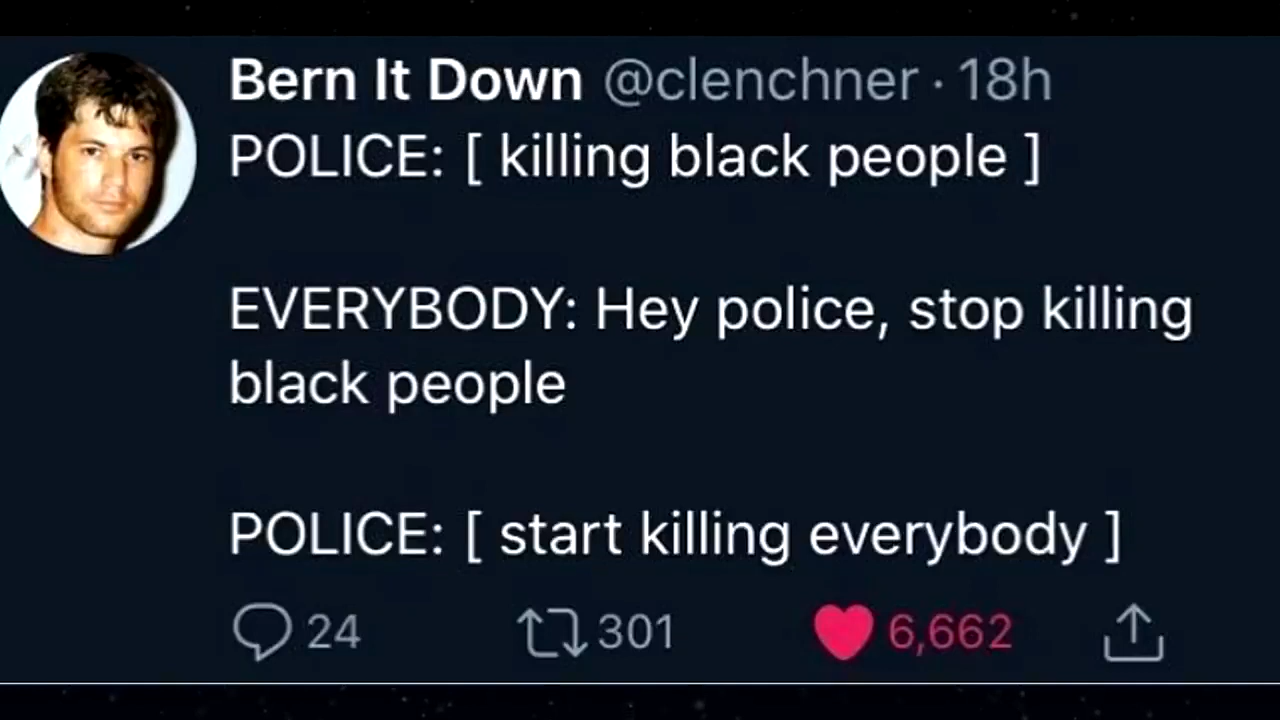 Bern It Down @clenchner · 18h
POLICE: [ killing black people ]
EVERYBODY: Hey police, stop killing
black people
POLICE: [ start killing everybody ]
24 301 6,662